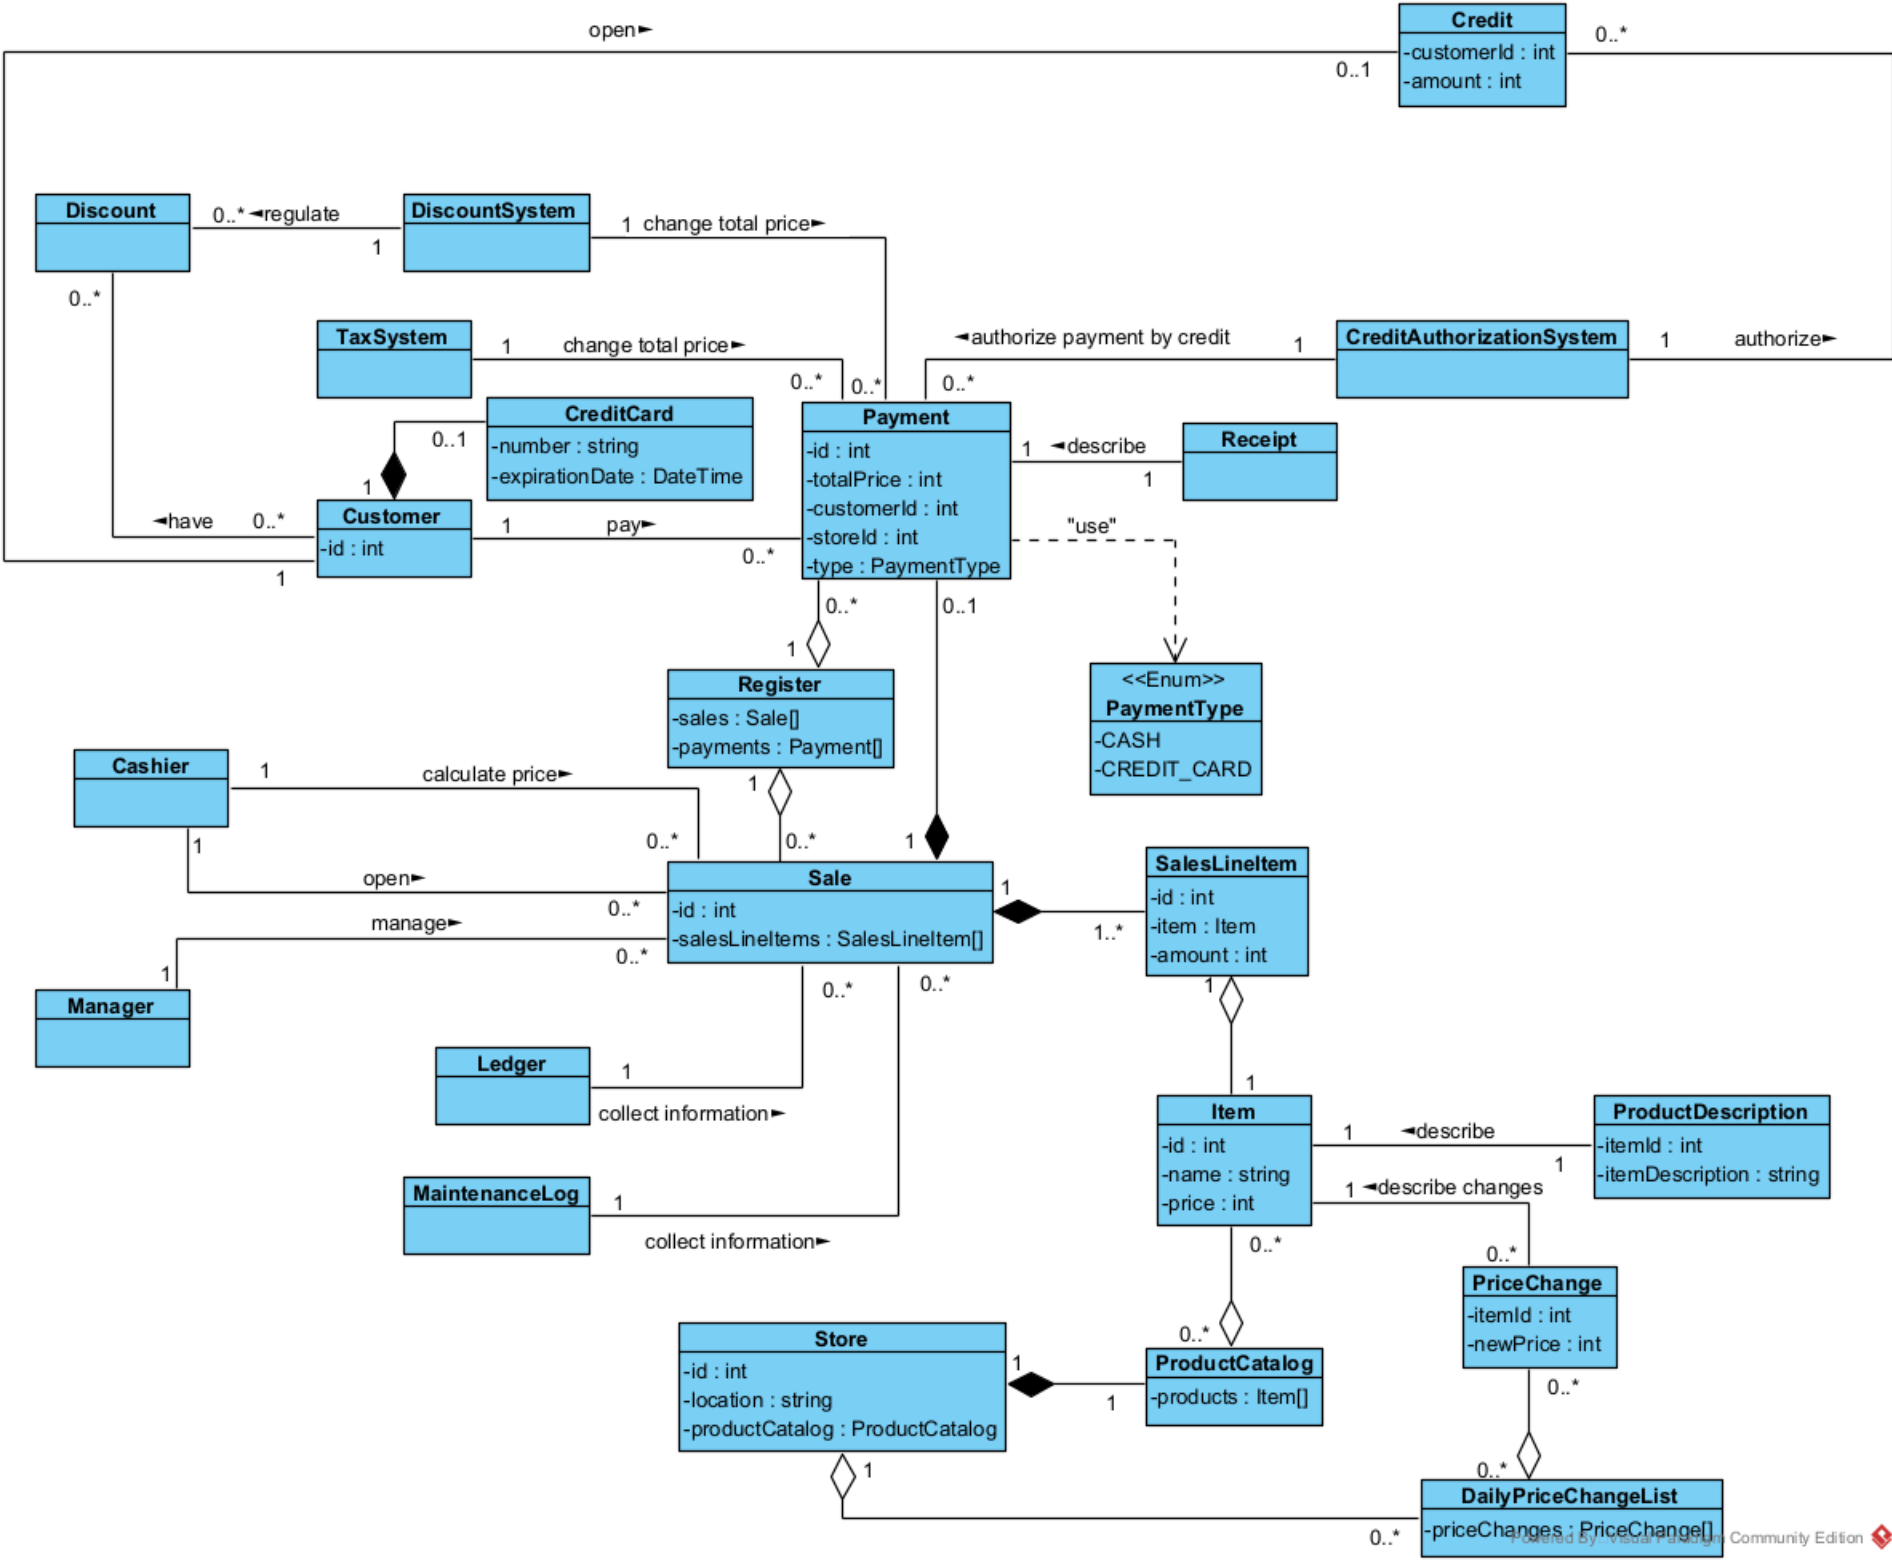 open►
Credit
0..*
-customerId : int
0..1
-amount : int
Discount
0..* ◄regulate
DiscountSystem
1 change total price►
1
0..*
TaxSystem
1
change total price►
◄authorize payment by credit
1
CreditAuthorizationSystem
1
authorize►
0..*
0..*
0..*
CreditCard
0..1
-number : string
-expirationDate : DateTime
1
Payment
-id : int
-totalPrice : int
-customerId : int
-storeId : int
-type : PaymentType
1 ◄describe
Receipt
1
◄have
0..*
Customer
-id : int
1
pay►
0..*
1
"use"
0..*
0..1
1
Register
-sales : Sale[]
-payments : Payment[]
<<Enum>>
PaymentType
-CASH
-CREDIT_CARD
Cashier
1
calculate price►
1
1
0..*
0..*
1
open►
0..*
Sale
-id : int
-salesLineItems : SalesLineItem[]
1
1..*
SalesLineItem
-id : int
-item : Item
-amount : int
manage►
0..*
1
Manager
0..*
0..*
1
Ledger
1
collect information►
1
Item
-id : int
-name : string
-price : int
1
◄describe
1
ProductDescription
-itemId : int
-itemDescription : string
1 ◄describe changes
MaintenanceLog
1
collect information►
0..*
0..*
PriceChange
-itemId : int
-newPrice : int
Store
-id : int
-location : string
-productCatalog : ProductCatalog
1
1
0..*
ProductCatalog
-products : Item[]
0..*
1
0..*
0..*
DailyPriceChangeList
-priceChanges : PriceChange[]
Powered By: Visual Paradigm Community Edition